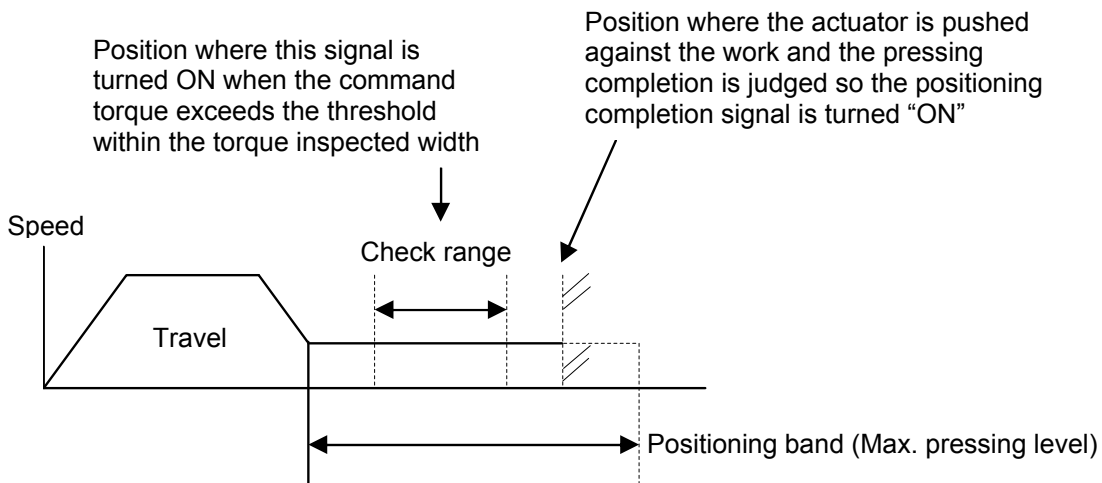 Position where this signal is
turned ON when the command
torque exceeds the threshold
within the torque inspected width
Position where the actuator is pushed
against the work and the pressing
completion is judged so the positioning
completion signal is turned “ON”
Speed
Check range
Travel
Positioning band (Max. pressing level)